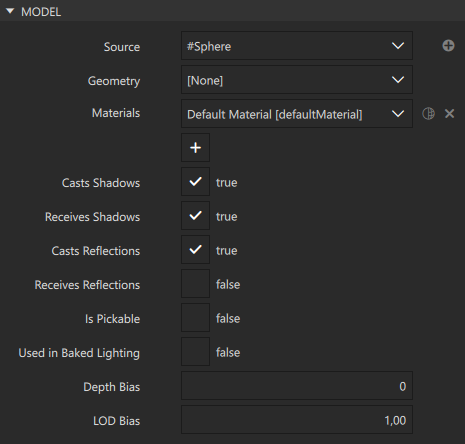 MODEL
Source #Sphere
Geometry [None]
Materials Default Material [defaultMaterial]
Casts Shadows true
Receives Shadows true
Casts Reflections true
Receives Reflections false
Is Pickable false
Used in Baked Lighting false
Depth Bias 0
LOD Bias 1,00